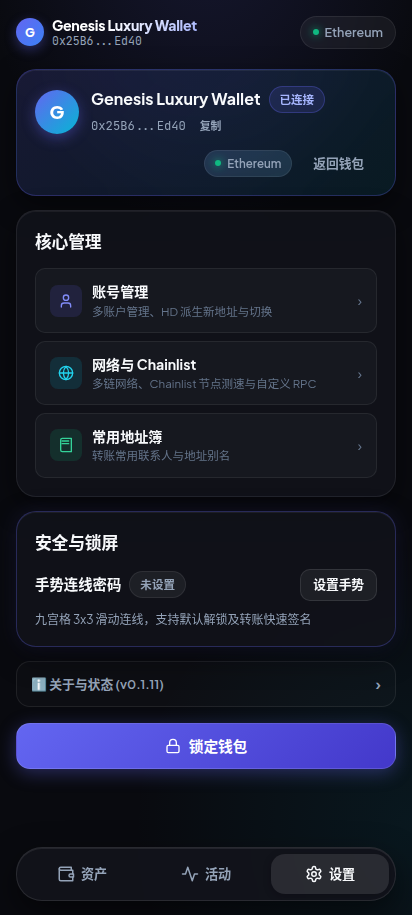 G
Genesis Luxury Wallet
0x25B6...Ed40
Ethereum
G
Genesis Luxury Wallet 已连接
0x25B6...Ed40 复制
Ethereum 返回钱包
核心管理
账号管理
多账户管理、HD 派生新地址与切换
›
网络与 Chainlist
多链网络、Chainlist 节点测速与自定义 RPC
›
常用地址簿
转账常用联系人与地址别名
›
安全与锁屏
手势连线密码 未设置 设置手势
九宫格 3x3 滑动连线，支持默认解锁及转账快速签名
ℹ️ 关于与状态 (v0.1.11) ›
锁定钱包
资产 活动 设置